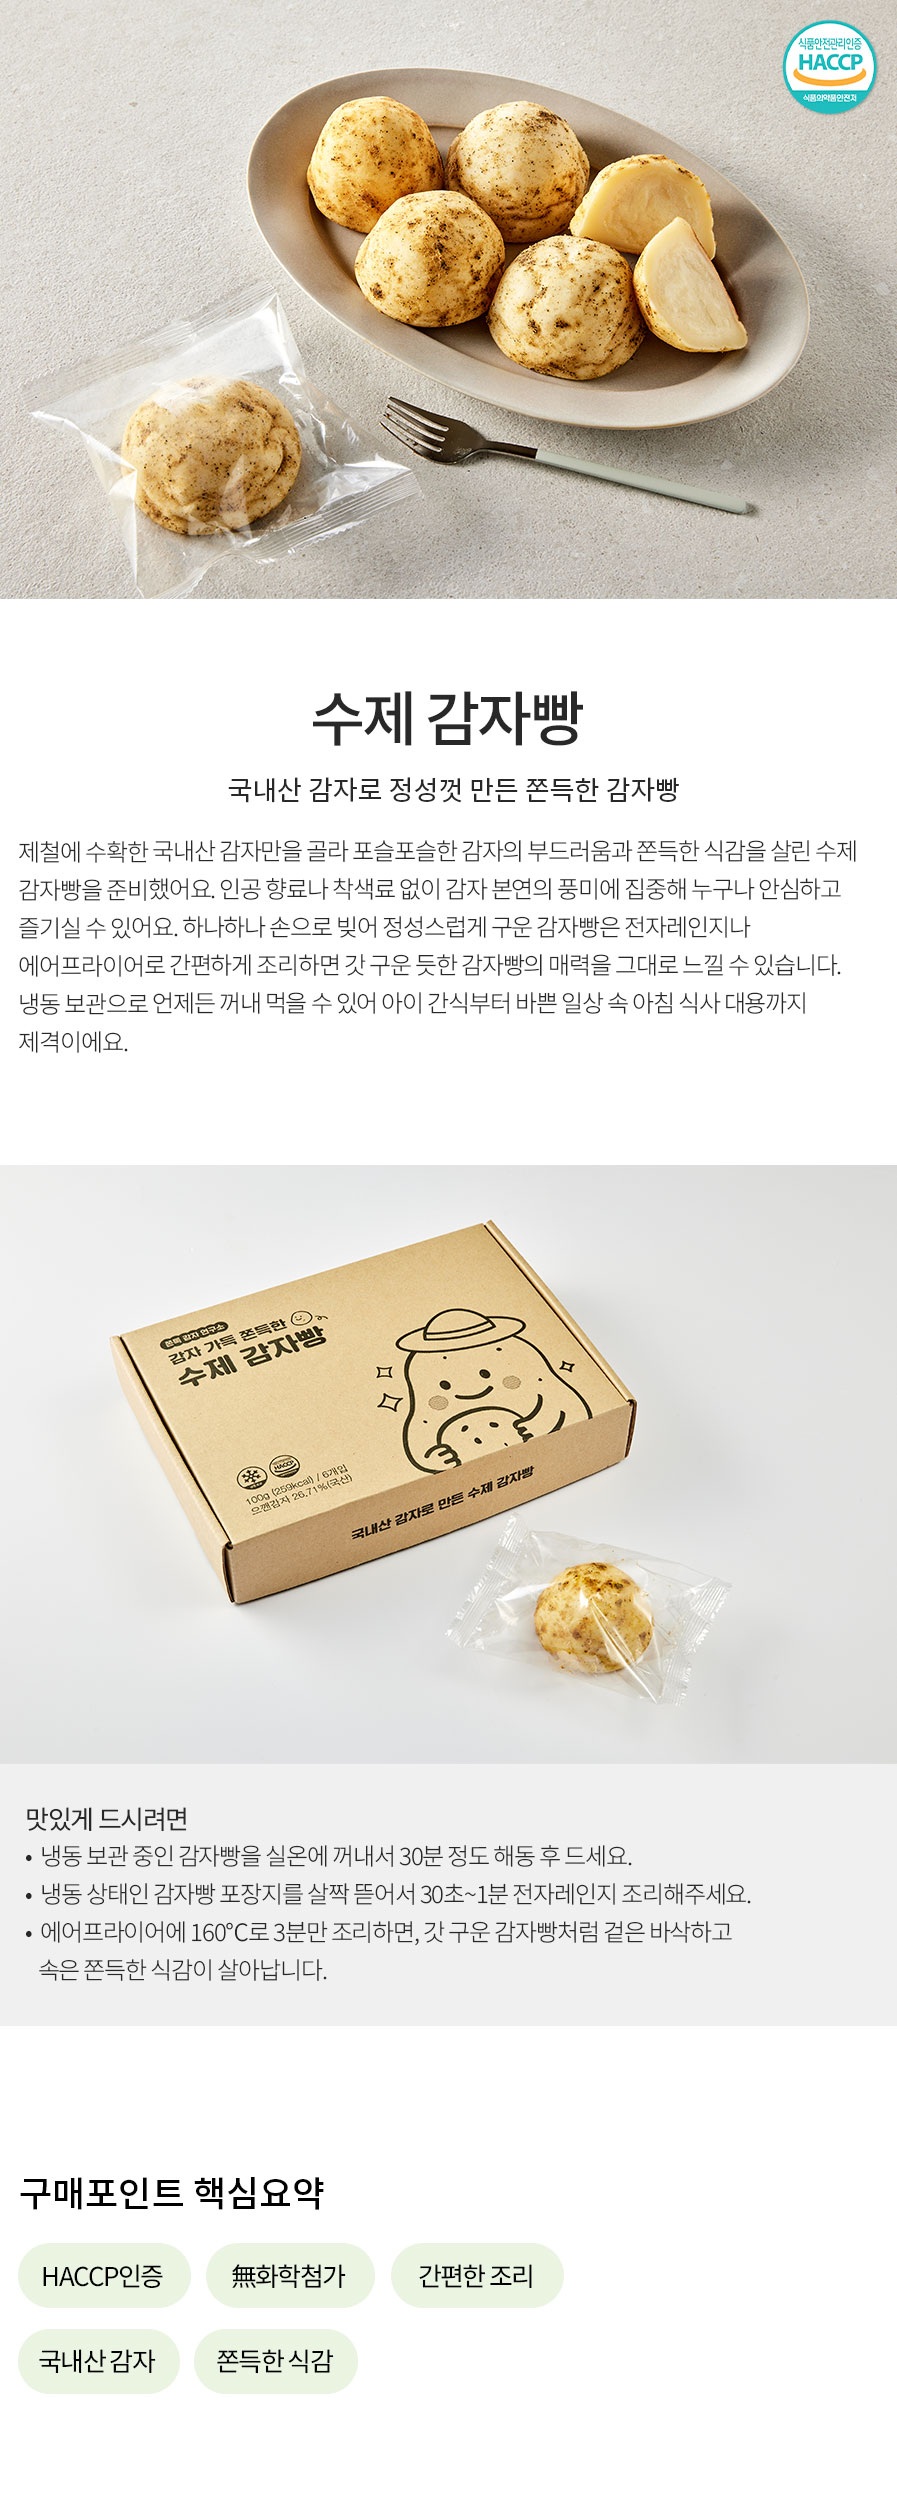 식품안전관리인증
HACCP
식품의약품안전처
수제 감자빵
국내산 감자로 정성껏 만든 쫀득한 감자빵
제철에 수확한 국내산 감자만을 골라 포슬포슬한 감자의 부드러움과 쫀득한 식감을 살린 수제
감자빵을 준비했어요. 인공 향료나 착색료 없이 감자 본연의 풍미에 집중해 누구나 안심하고
즐기실 수 있어요. 하나하나 손으로 빚어 정성스럽게 구운 감자빵은 전자레인지나
에어프라이어로 간편하게 조리하면 갓 구운 듯한 감자빵의 매력을 그대로 느낄 수 있습니다.
냉동 보관으로 언제든 꺼내 먹을 수 있어 아이 간식부터 바쁜 일상 속 아침 식사 대용까지
제격이에요.
감자 연구소
감자 가득 쫀득한
수제 감자빵
HACCP
100g (259kcal) / 6개입
으깬감자 26.71%(국산)
국내산 감자로 만든 수제 감자빵
맛있게 드시려면
• 냉동 보관 중인 감자빵을 실온에 꺼내서 30분 정도 해동 후 드세요.
• 냉동 상태인 감자빵 포장지를 살짝 뜯어서 30초~1분 전자레인지 조리해주세요.
• 에어프라이어에 160℃로 3분만 조리하면, 갓 구운 감자빵처럼 겉은 바삭하고
속은 쫀득한 식감이 살아납니다.
구매포인트 핵심요약
HACCP인증
無화학첨가
간편한 조리
국내산 감자
쫀득한 식감